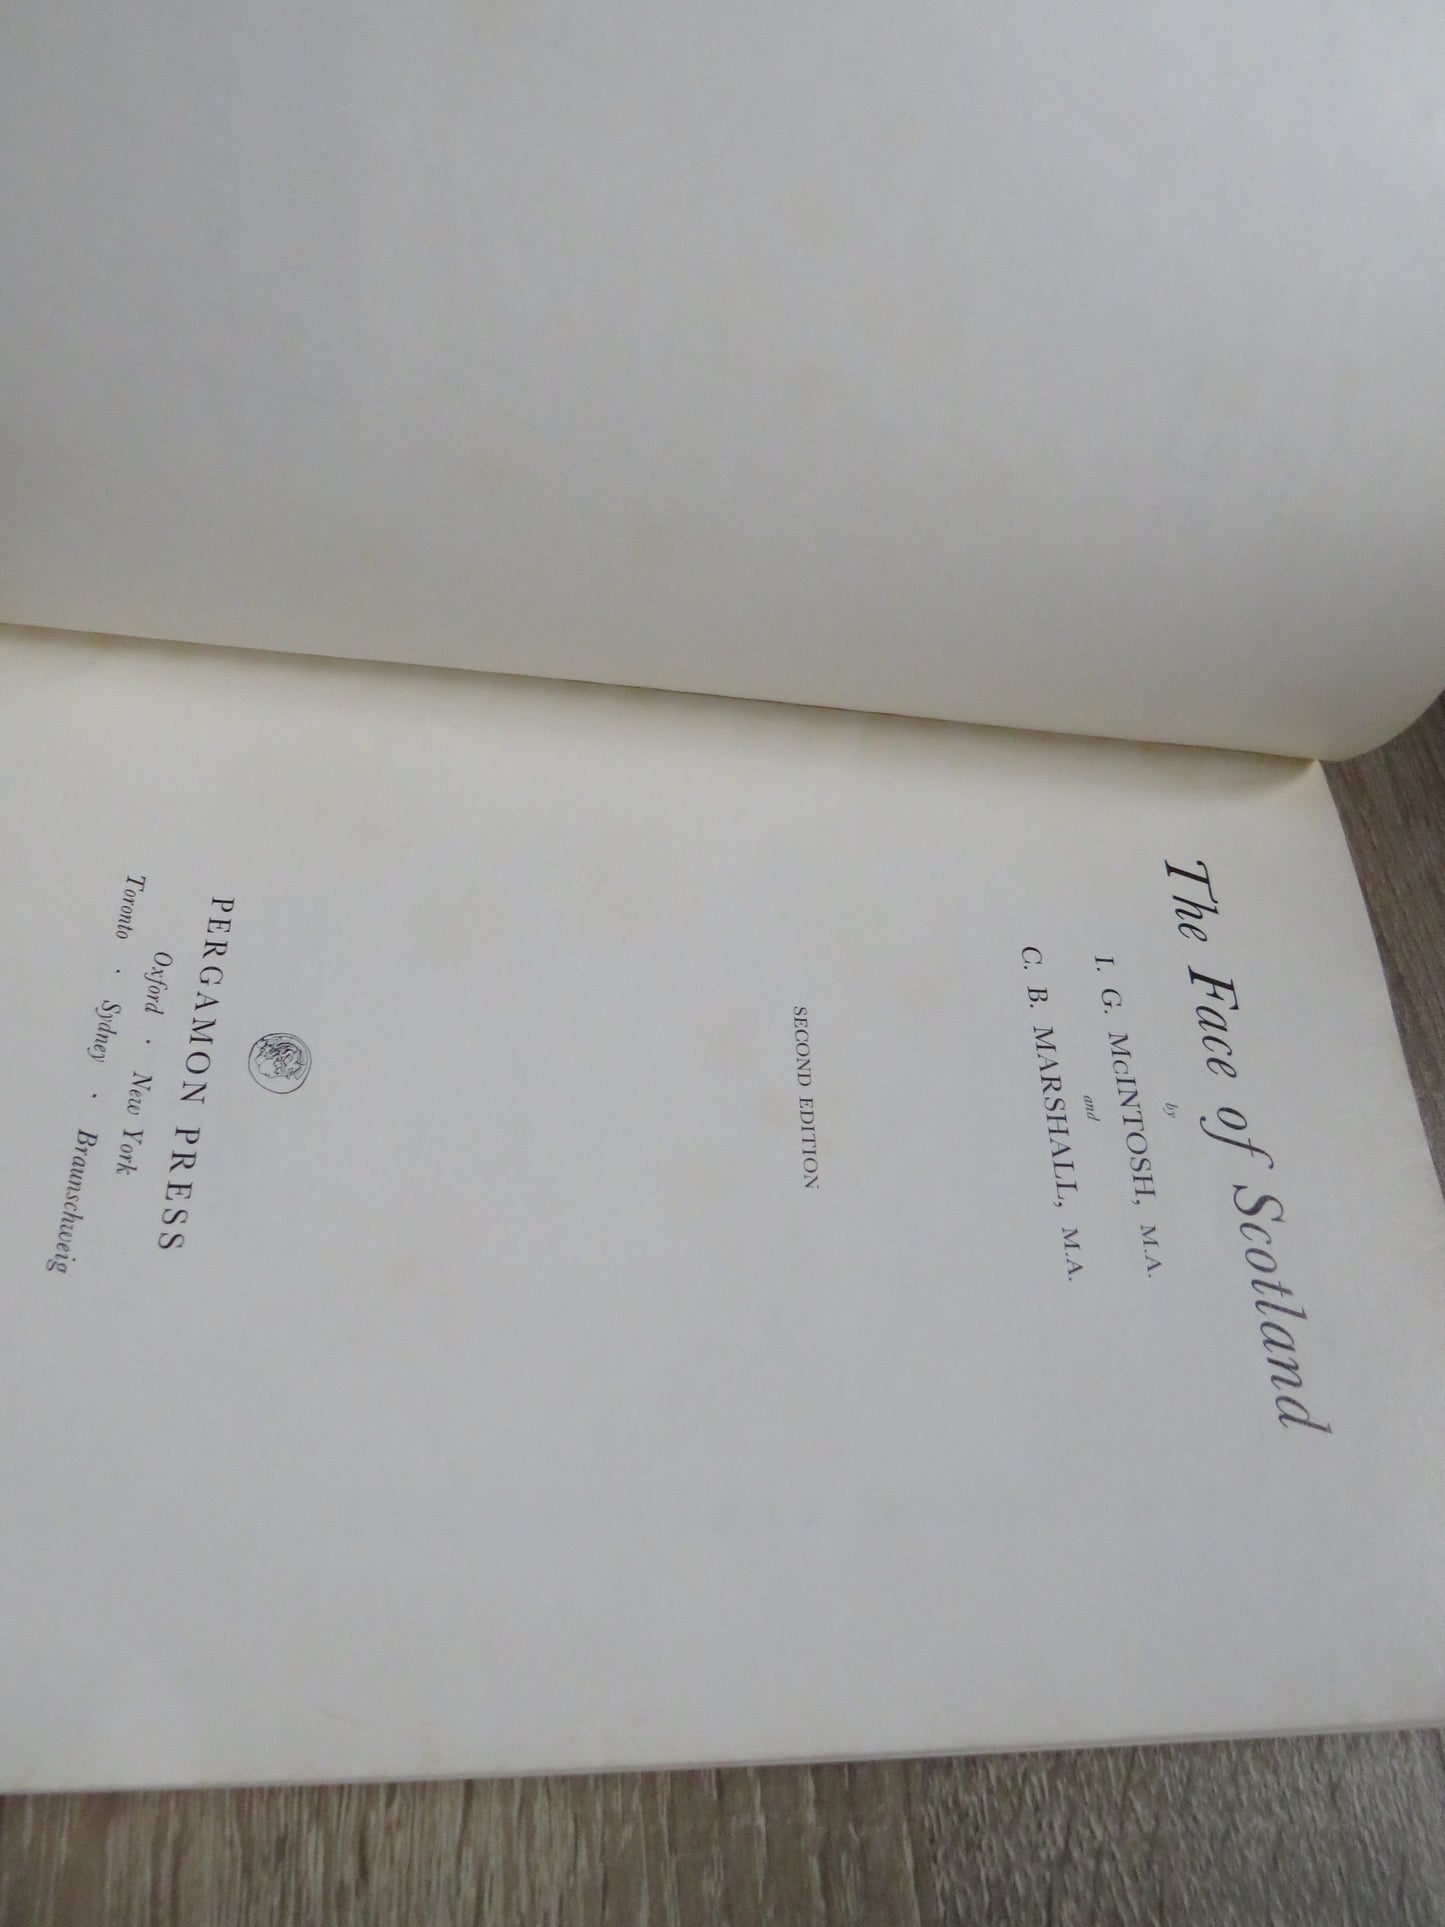 The Face of Scotland
by
I. G. McINTOSH, M.A.
and
C. B. MARSHALL, M.A.
SECOND EDITION
PERGAMON PRESS
Oxford · New York
Toronto · Sydney · Braunschweig